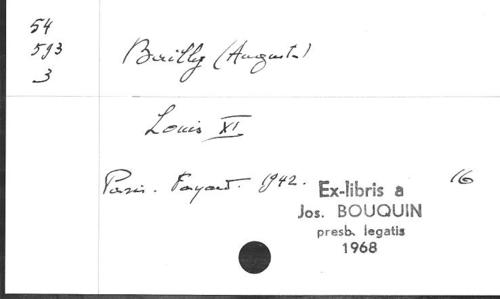 54
593
3
Bailly (Auguste)
Louis XI
Paris. Fayard. 1942. 16
Ex-libris a
Jos. BOUQUIN
presb. legatis
1968